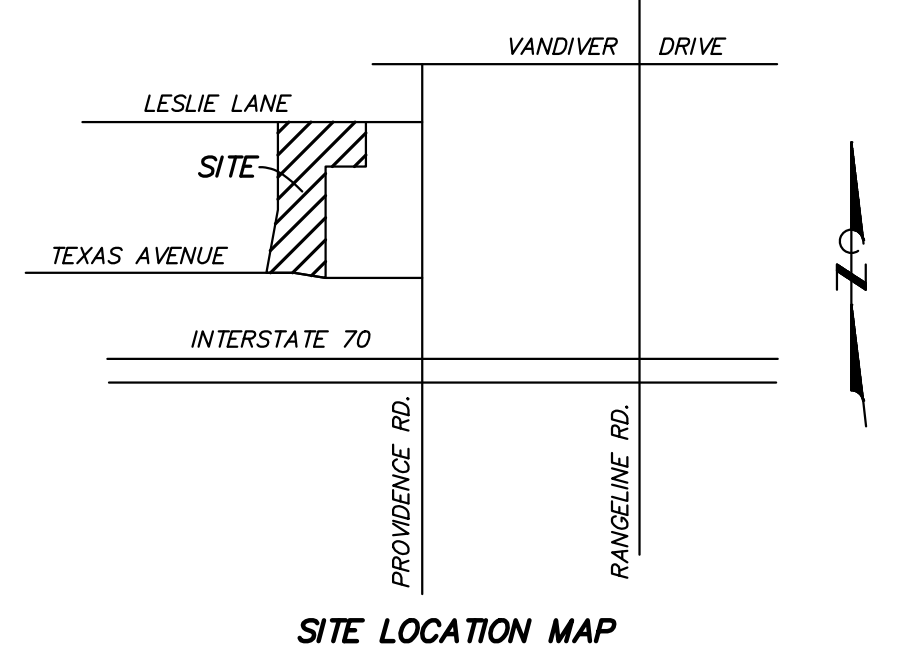 VANDIVER DRIVE
LESLIE LANE
SITE
TEXAS AVENUE
INTERSTATE 70
PROVIDENCE RD.
RANGELINE RD.
N
SITE LOCATION MAP